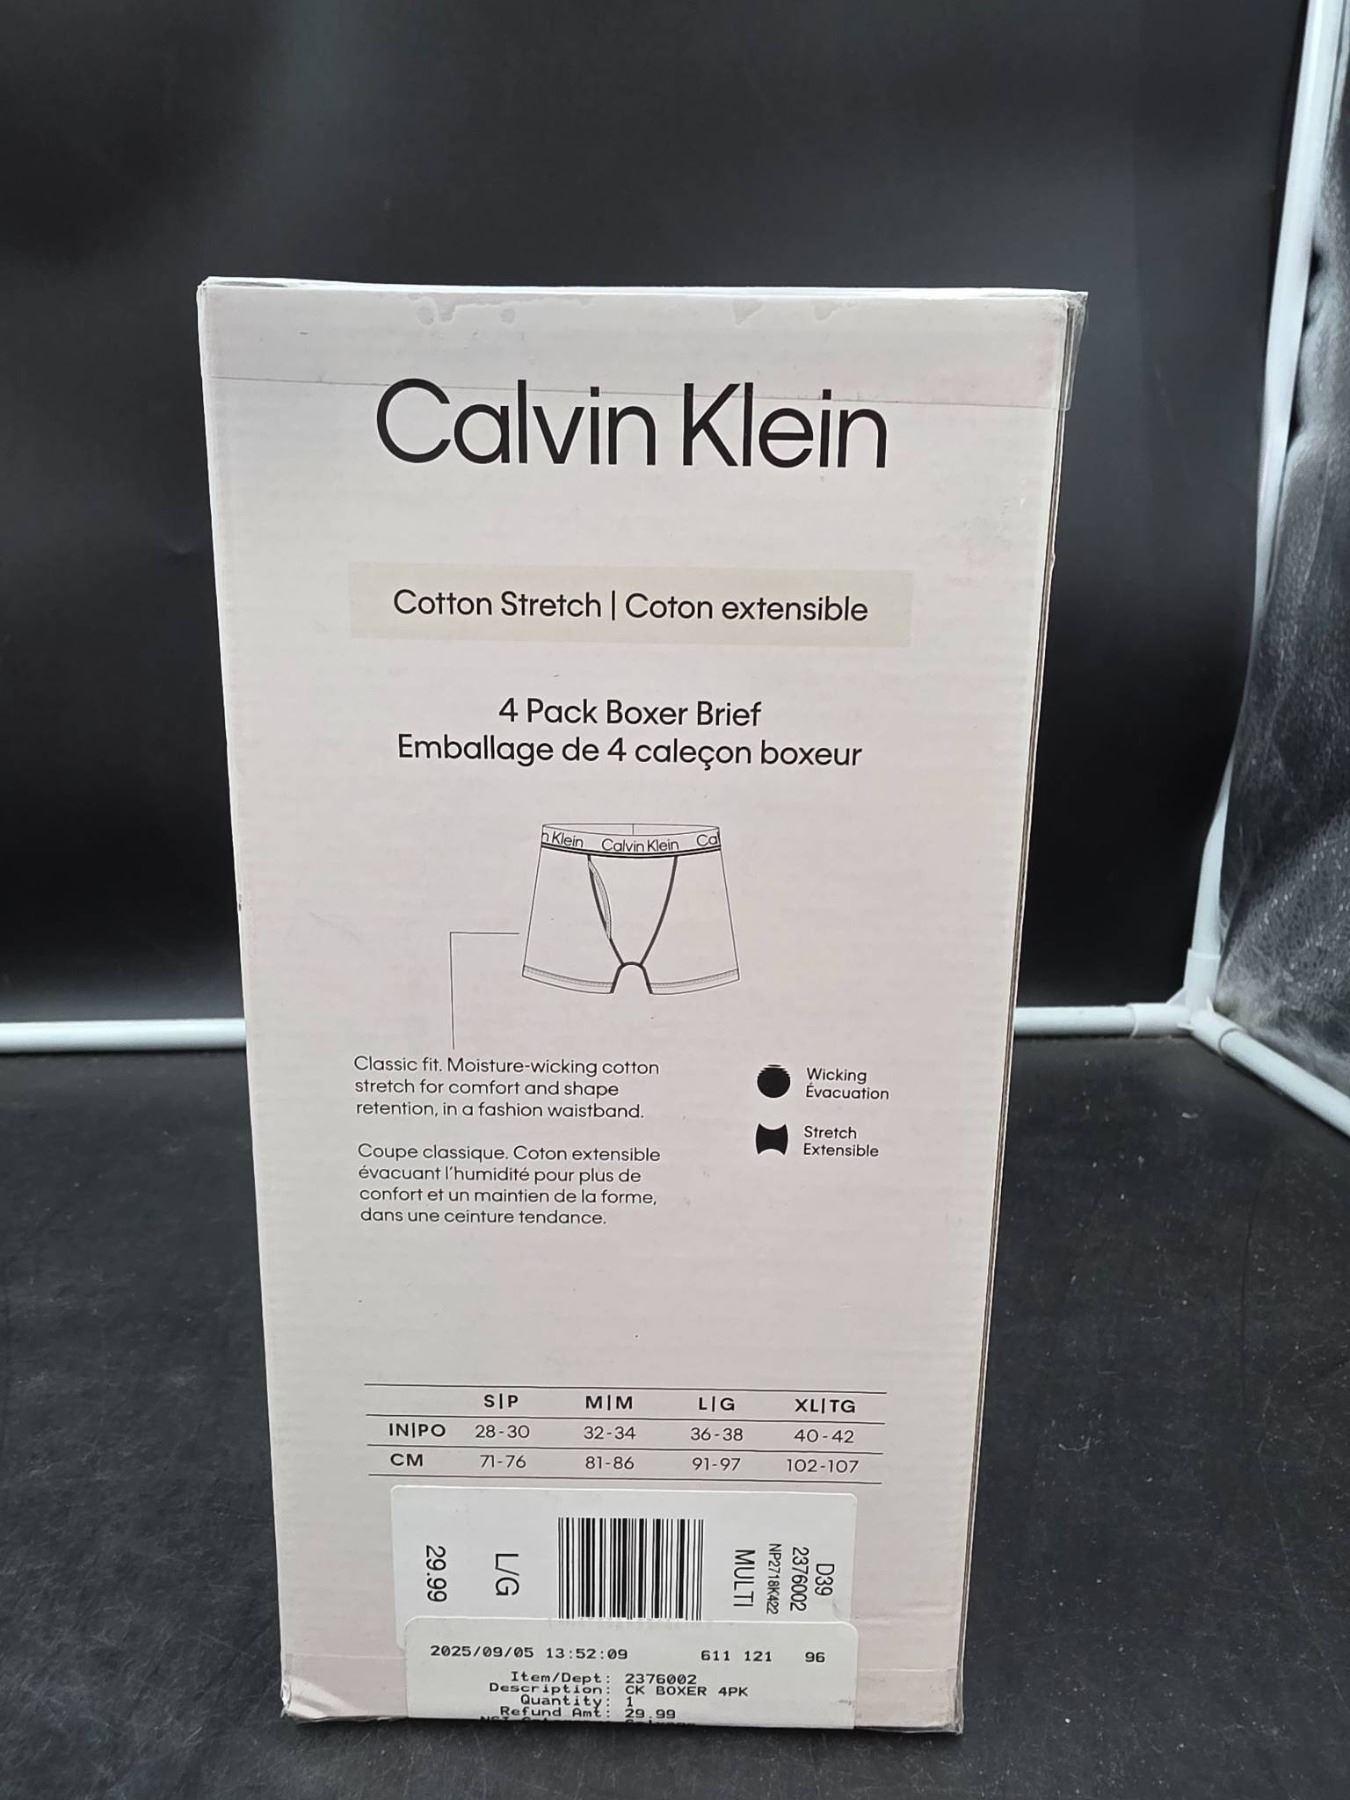 Calvin Klein
Cotton Stretch | Coton extensible
4 Pack Boxer Brief
Emballage de 4 caleçon boxeur
n Klein Calvin Klein Cal
Classic fit. Moisture-wicking cotton
stretch for comfort and shape
retention, in a fashion waistband.
Coupe classique. Coton extensible
évacuant l'humidité pour plus de
confort et un maintien de la forme,
dans une ceinture tendance.
Wicking
Évacuation
Stretch
Extensible
S|P M|M L|G XL|TG
IN|PO 28-30 32-34 36-38 40-42
CM 71-76 81-86 91-97 102-107
D39
2376002
NP2718K422
MULTI
L/G
29.99
2025/09/05 13:52:09 611 121 96
Item/Dept: 2376002
Description: CK BOXER 4PK
Quantity: 1
Refund Amt: 29.99